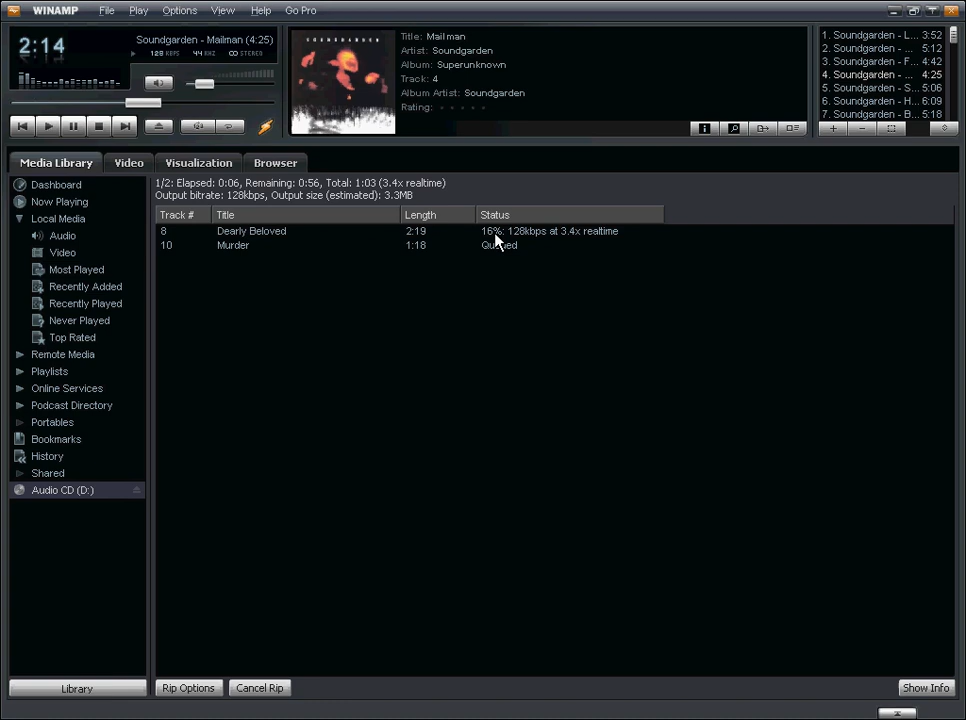 WINAMP File Play Options View Help Go Pro
2:14
Soundgarden - Mailman (4:25)
128 KBPS 44 KHZ STEREO
Title: Mailman
Artist: Soundgarden
Album: Superunknown
Track: 4
Album Artist: Soundgarden
Rating:
SOUNDGARDEN
1. Soundgarden - L... 3:52
2. Soundgarden - ... 5:12
3. Soundgarden - F... 4:42
4. Soundgarden - ... 4:25
5. Soundgarden - S... 5:06
6. Soundgarden - H... 6:09
7. Soundgarden - B... 5:18
Media Library Video Visualization Browser
Dashboard
Now Playing
Local Media
Audio
Video
Most Played
Recently Added
Recently Played
Never Played
Top Rated
Remote Media
Playlists
Online Services
Podcast Directory
Portables
Bookmarks
History
Shared
Audio CD (D:)
Library
1/2: Elapsed: 0:06, Remaining: 0:56, Total: 1:03 (3.4x realtime)
Output bitrate: 128kbps, Output size (estimated): 3.3MB
Track # Title Length Status
8 Dearly Beloved 2:19 16%: 128kbps at 3.4x realtime
10 Murder 1:18 Queued
Rip Options Cancel Rip Show Info